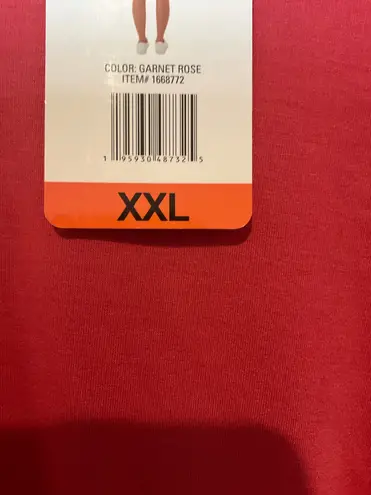 COLOR: GARNET ROSE
ITEM# 1668772
1 95930 48732 5
XXL